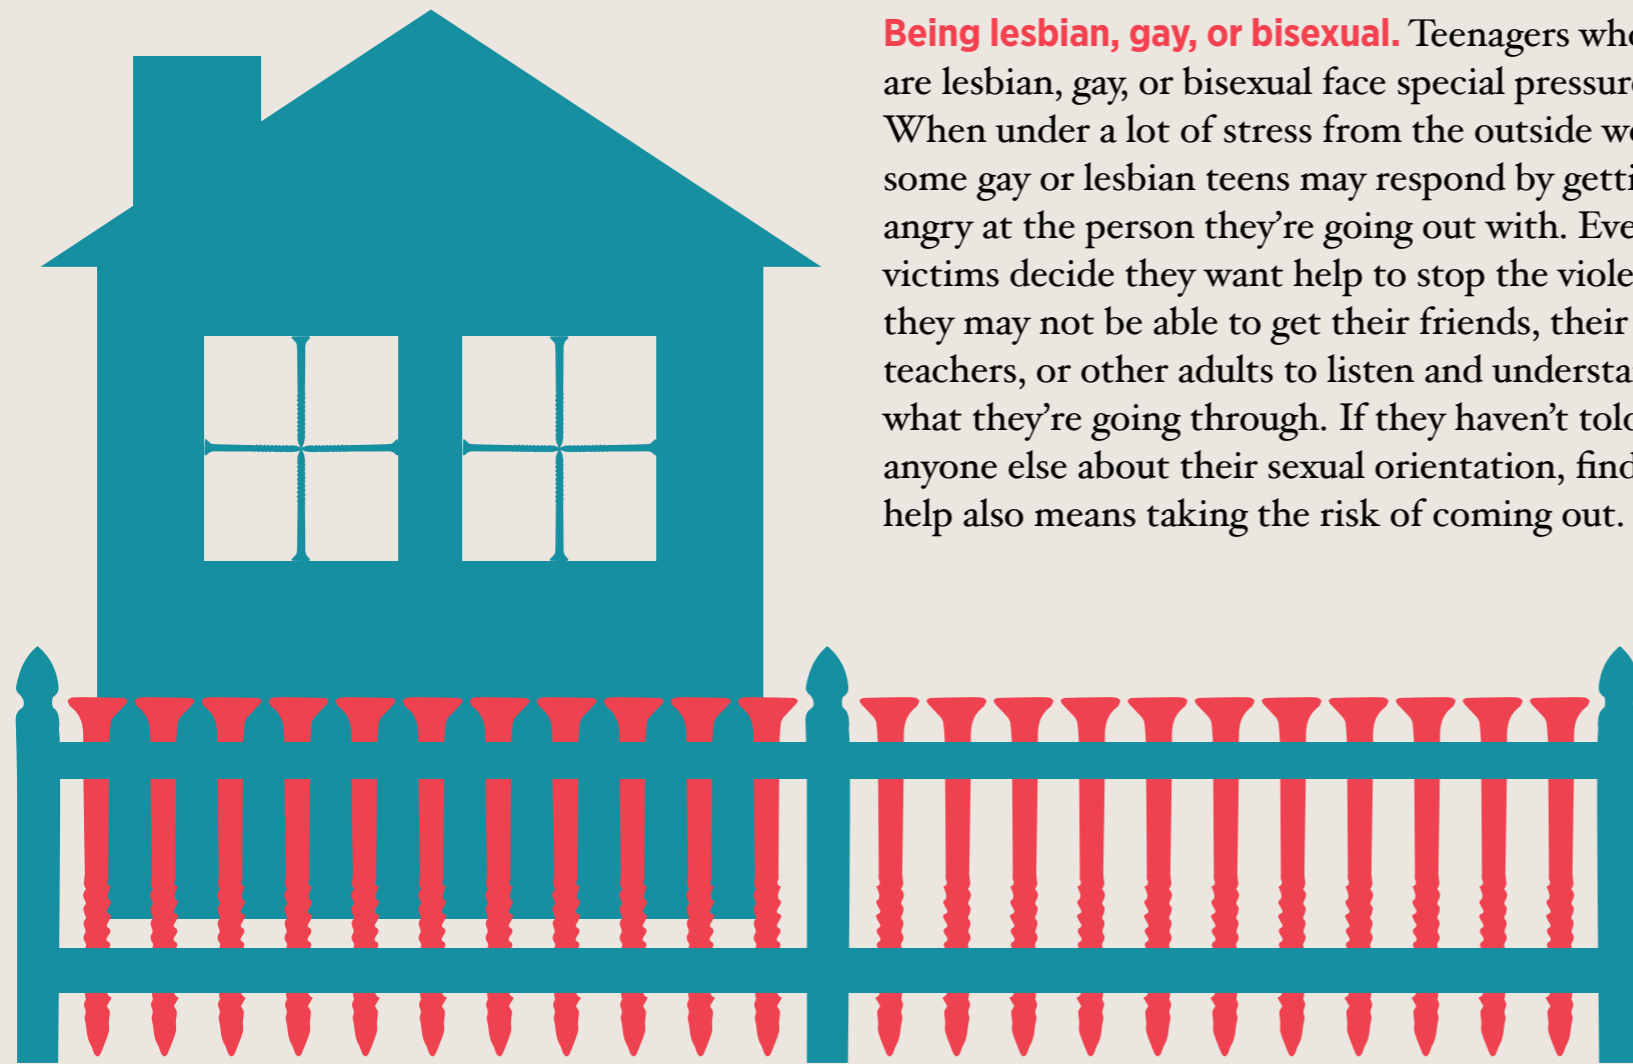 Being lesbian, gay, or bisexual. Teenagers who
are lesbian, gay, or bisexual face special
When under a lot of stress from the outside
some gay or lesbian teens may respond by
angry at the person they’re going out with.
victims decide they want help to stop the
they may not be able to get their friends, their
teachers, or other adults to listen and
what they’re going through. If they haven’t
anyone else about their sexual orientation,
help also means taking the risk of coming out.